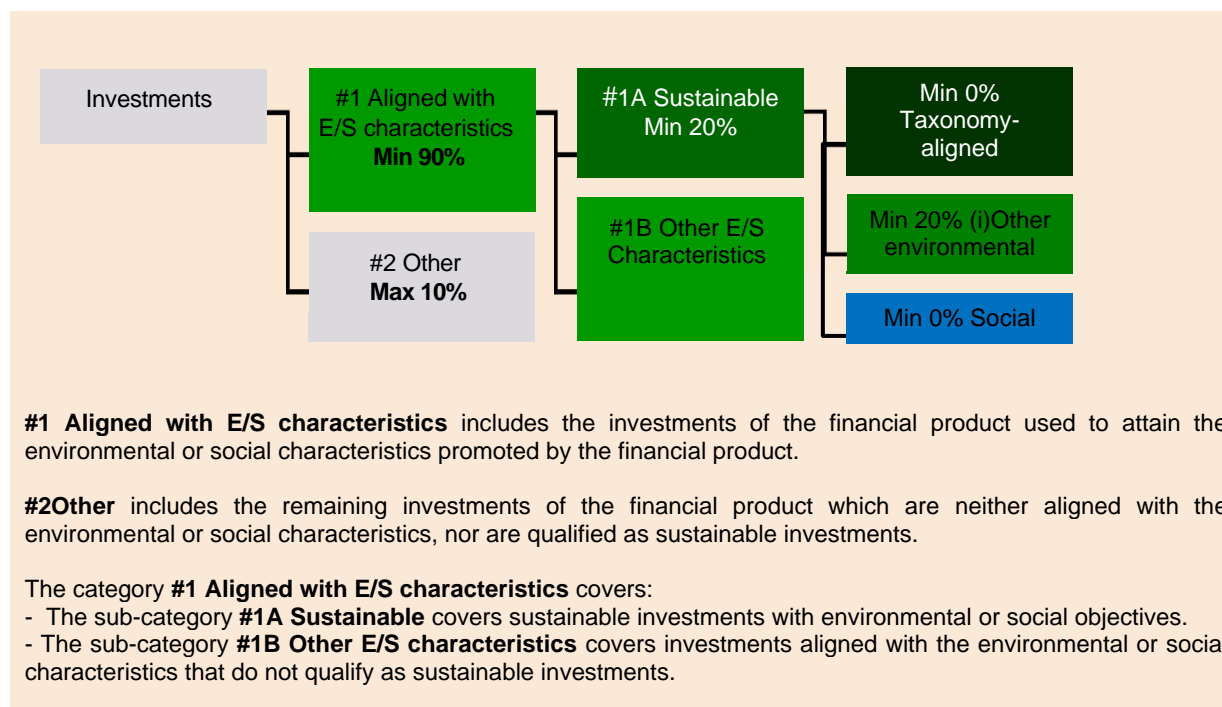 Investments
#1 Aligned with
E/S characteristics
Min 90%
#2 Other
Max 10%
#1A Sustainable
Min 20%
#1B Other E/S
Characteristics
Min 0%
Taxonomy-
aligned
Min 20% (i)Other
environmental
Min 0% Social
#1 Aligned with E/S characteristics includes the investments of the financial product used to attain the
environmental or social characteristics promoted by the financial product.
#2Other includes the remaining investments of the financial product which are neither aligned with the
environmental or social characteristics, nor are qualified as sustainable investments.
The category #1 Aligned with E/S characteristics covers:
- The sub-category #1A Sustainable covers sustainable investments with environmental or social objectives.
- The sub-category #1B Other E/S characteristics covers investments aligned with the environmental or social
characteristics that do not qualify as sustainable investments.